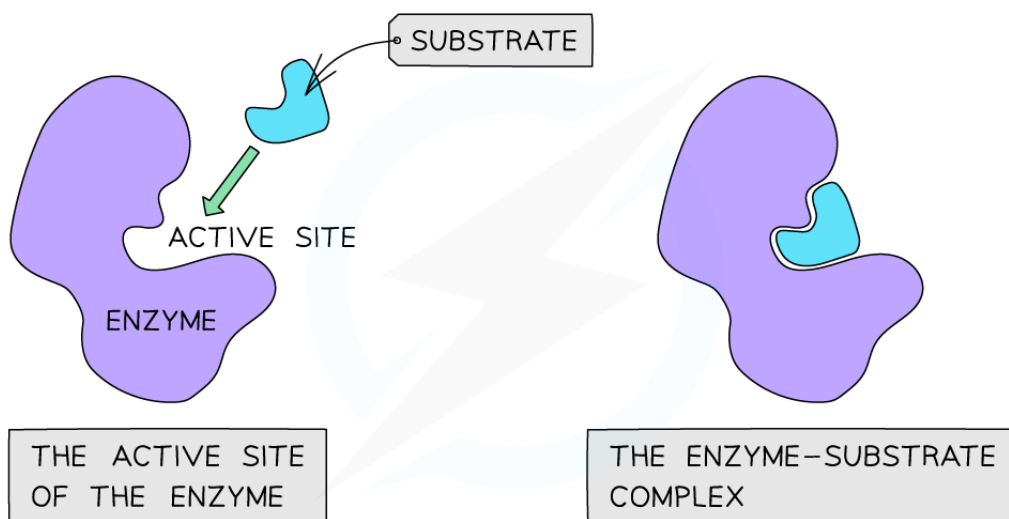 SUBSTRATE
ACTIVE SITE
ENZYME
THE ACTIVE SITE
OF THE ENZYME
THE ENZYME-SUBSTRATE
COMPLEX